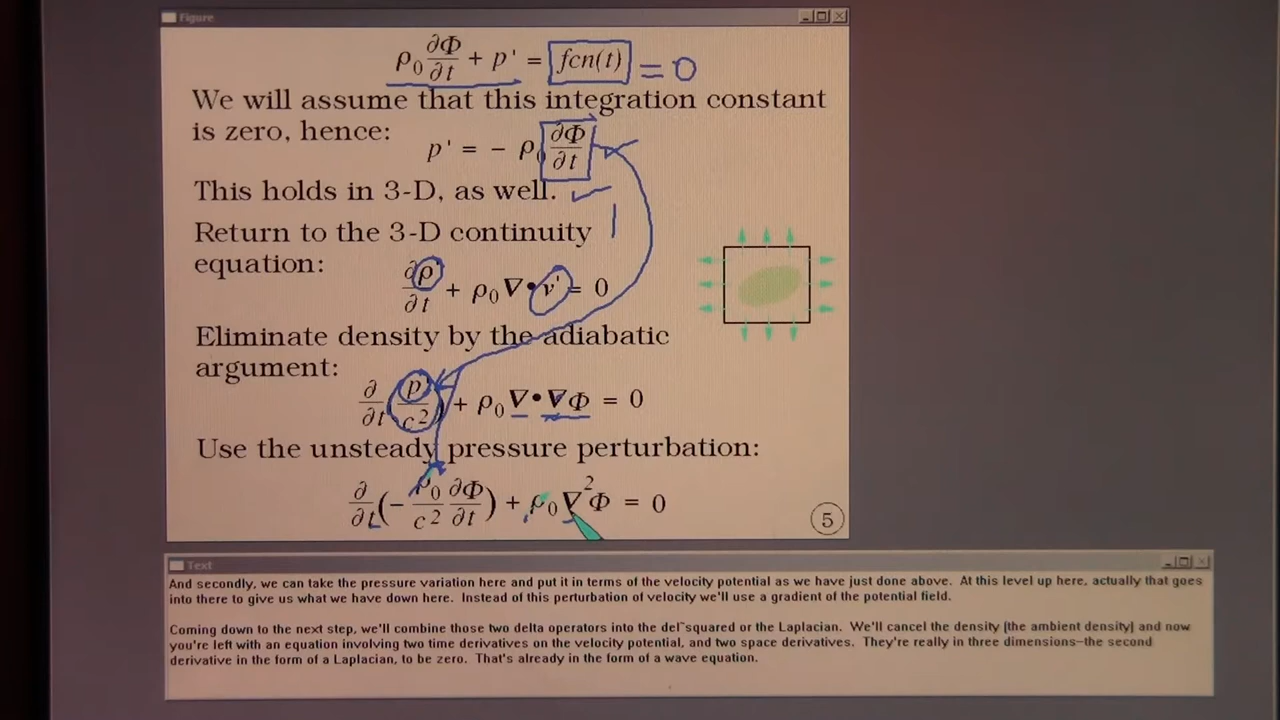 Figure
ρ₀ ∂Φ/∂t + p' = fcn(t) = 0
We will assume that this integration constant
is zero, hence:
p' = - ρ₀ ∂Φ/∂t
This holds in 3-D, as well.
Return to the 3-D continuity
equation:
∂ρ'/∂t + ρ₀ ∇•v' = 0
Eliminate density by the adiabatic
argument:
∂/∂t (p'/c²) + ρ₀ ∇•∇Φ = 0
Use the unsteady pressure perturbation:
∂/∂t (- ρ₀/c² ∂Φ/∂t) + ρ₀ ∇²Φ = 0
5
Text
And secondly, we can take the pressure variation here and put it in terms of the velocity potential as we have just done above. At this level up here, actually that goes
into there to give us what we have down here. Instead of this perturbation of velocity we'll use a gradient of the potential field.
Coming down to the next step, we'll combine those two delta operators into the del~squared or the Laplacian. We'll cancel the density (the ambient density) and now
you're left with an equation involving two time derivatives on the velocity potential, and two space derivatives. They're really in three dimensions--the second
derivative in the form of a Laplacian, to be zero. That's already in the form of a wave equation.